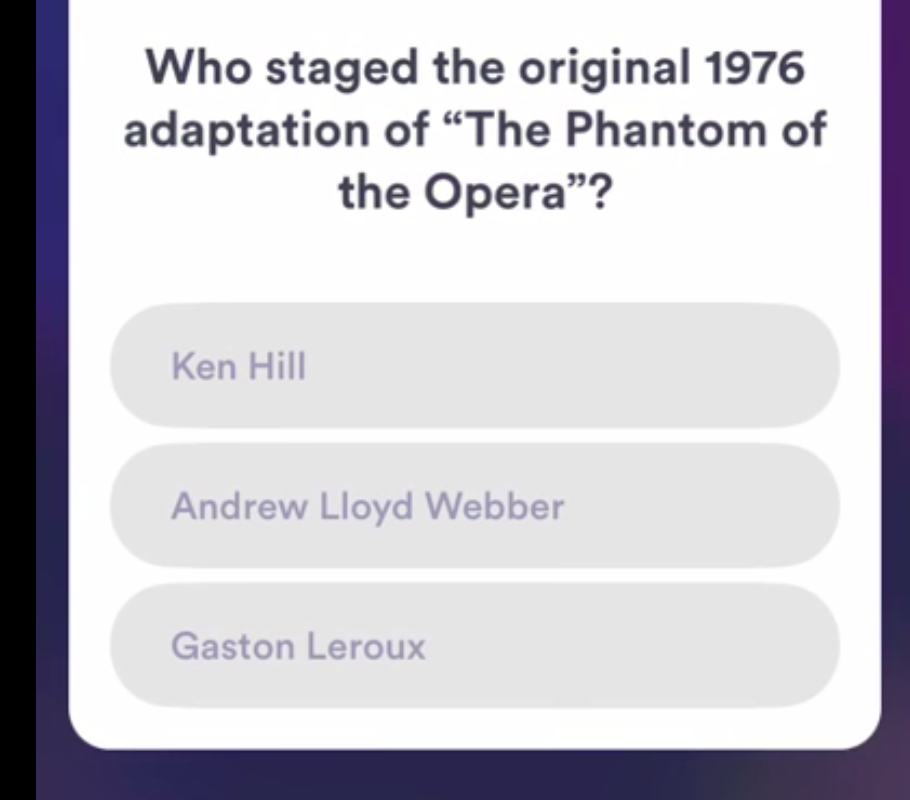 Who staged the original 1976
adaptation of “The Phantom of
the Opera”?
Ken Hill
Andrew Lloyd Webber
Gaston Leroux